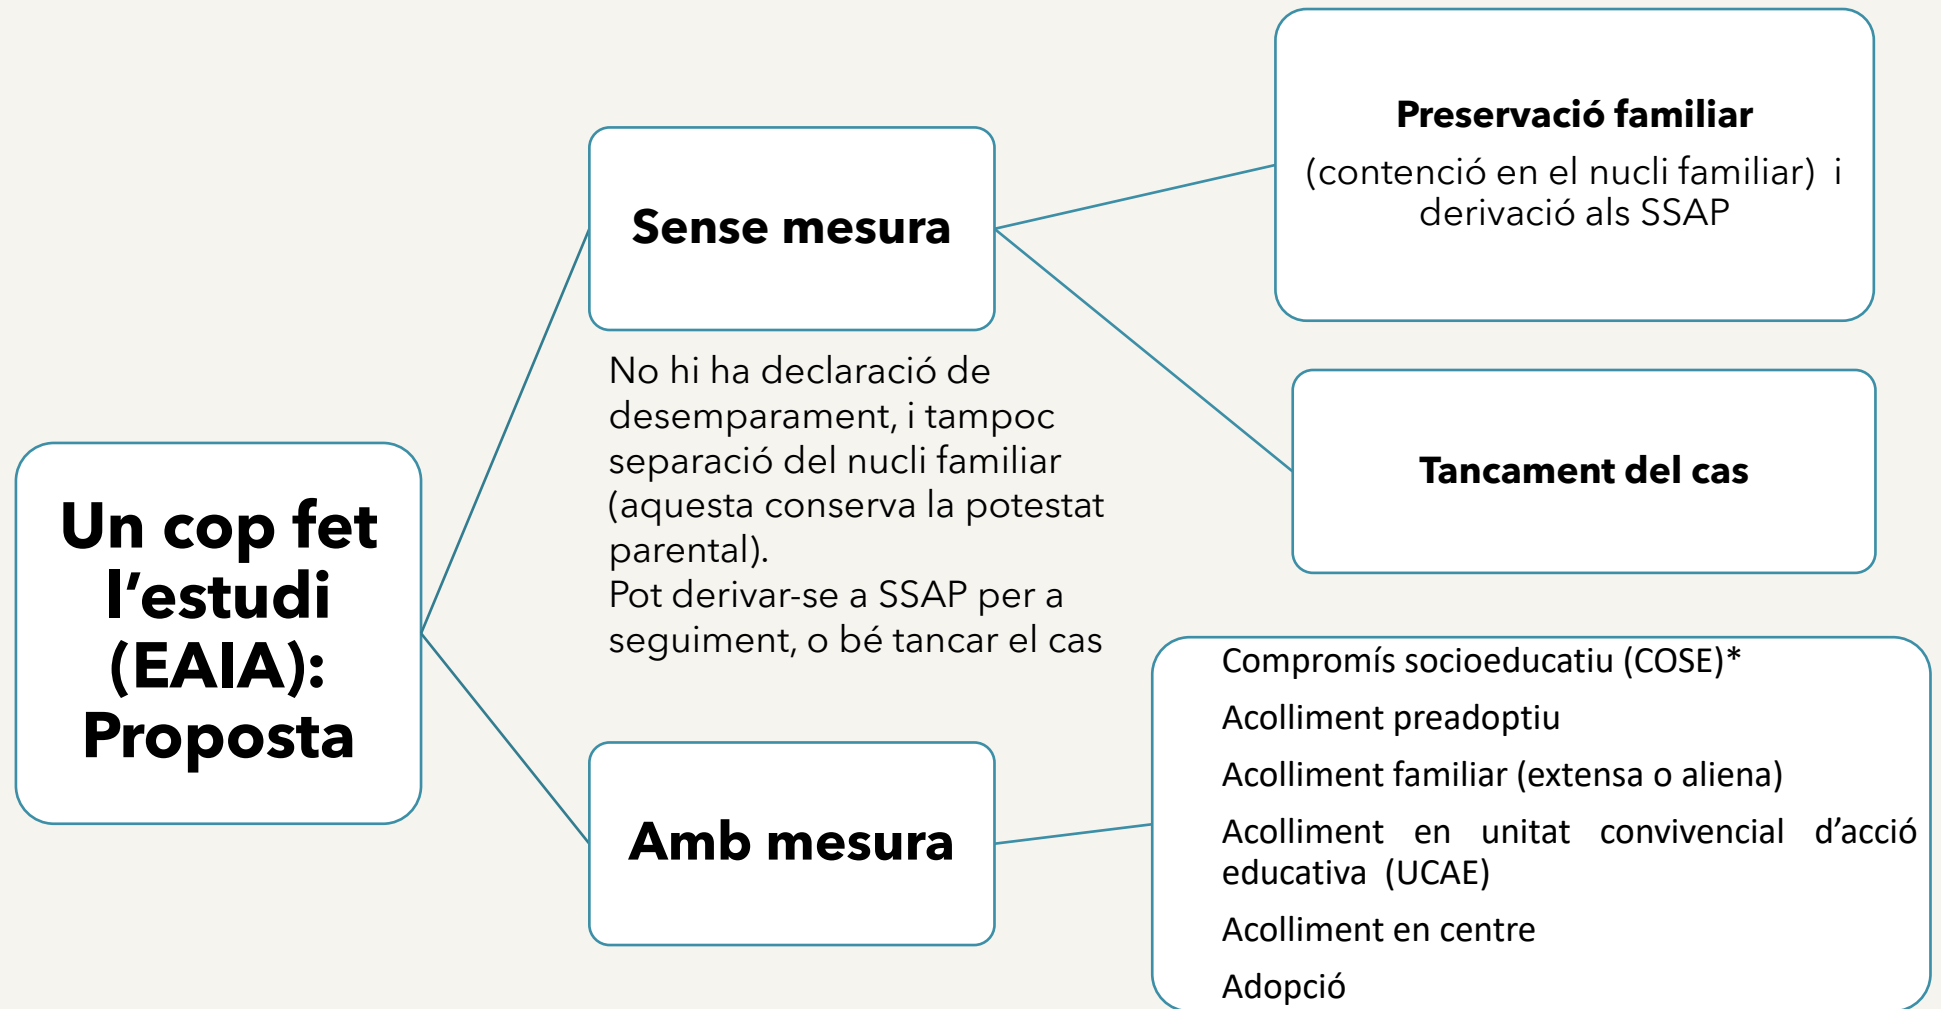 Un cop fet
l’estudi
(EAIA):
Proposta
Sense mesura
No hi ha declaració de
desemparament, i tampoc
separació del nucli familiar
(aquesta conserva la potestat
parental).
Pot derivar-se a SSAP per a
seguiment, o bé tancar el cas
Preservació familiar
(contenció en el nucli familiar) i
derivació als SSAP
Tancament del cas
Amb mesura
Compromís socioeducatiu (COSE)*
Acolliment preadoptiu
Acolliment familiar (extensa o aliena)
Acolliment en unitat convivencial d’acció
educativa (UCAE)
Acolliment en centre
Adopció